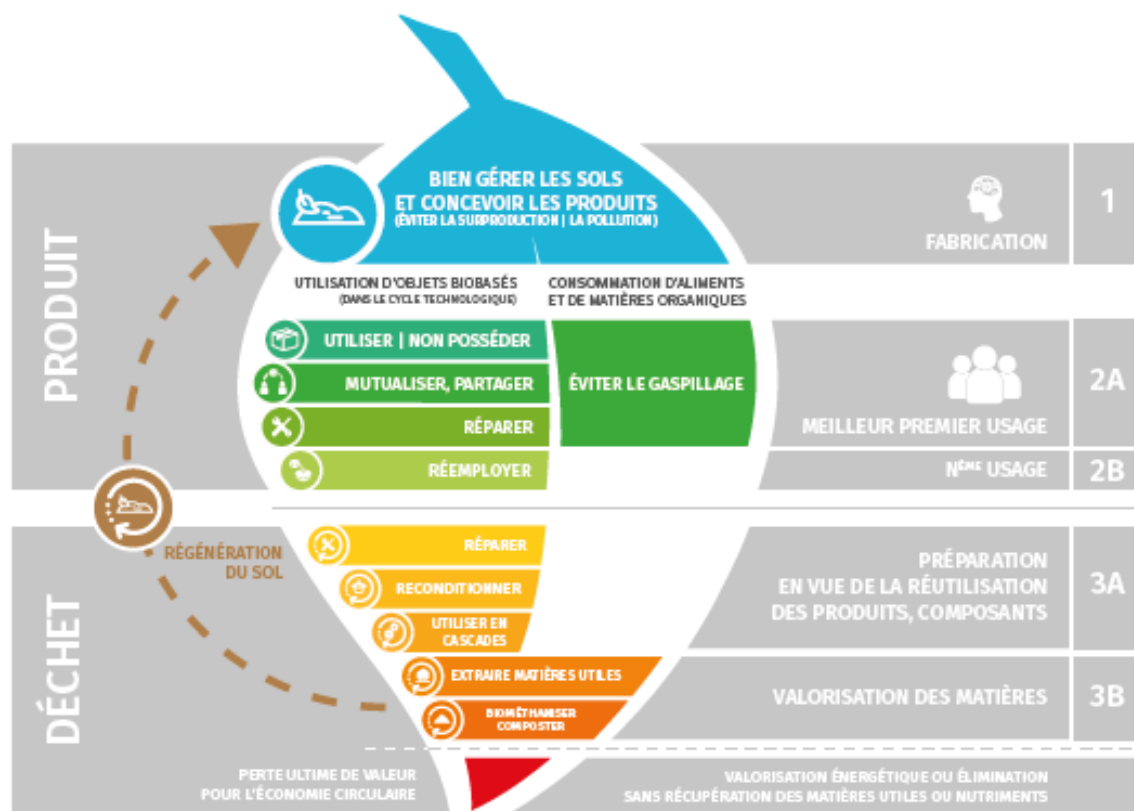 BIEN GÉRER LES SOLS
ET CONCEVOIR LES PRODUITS
(ÉVITER LA SURPRODUCTION | LA POLLUTION)
FABRICATION
1
PRODUIT
UTILISATION D'OBJETS BIOBASÉS
(DANS LE CYCLE TECHNOLOGIQUE)
CONSOMMATION D'ALIMENTS
ET DE MATIÈRES ORGANIQUES
UTILISER | NON POSSÉDER
MUTUALISER, PARTAGER
RÉPARER
ÉVITER LE GASPILLAGE
MEILLEUR PREMIER USAGE
2A
RÉEMPLOYER
NÈME USAGE
2B
RÉGÉNÉRATION
DU SOL
DÉCHET
RÉPARER
RECONDITIONNER
UTILISER EN
CASCADES
PRÉPARATION
EN VUE DE LA RÉUTILISATION
DES PRODUITS, COMPOSANTS
3A
EXTRAIRE MATIÈRES UTILES
BIOMÉTHANISER
COMPOSTER
VALORISATION DES MATIÈRES
3B
PERTE ULTIME DE VALEUR
POUR L'ÉCONOMIE CIRCULAIRE
VALORISATION ÉNERGÉTIQUE OU ÉLIMINATION
SANS RÉCUPÉRATION DES MATIÈRES UTILES OU NUTRIMENTS